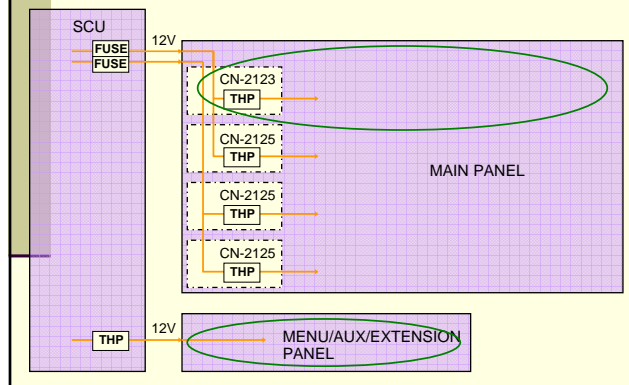 SCU
FUSE
12V
FUSE
CN-2123
THP
CN-2125
THP
MAIN PANEL
CN-2125
THP
CN-2125
THP
THP
12V
MENU/AUX/EXTENSION
PANEL